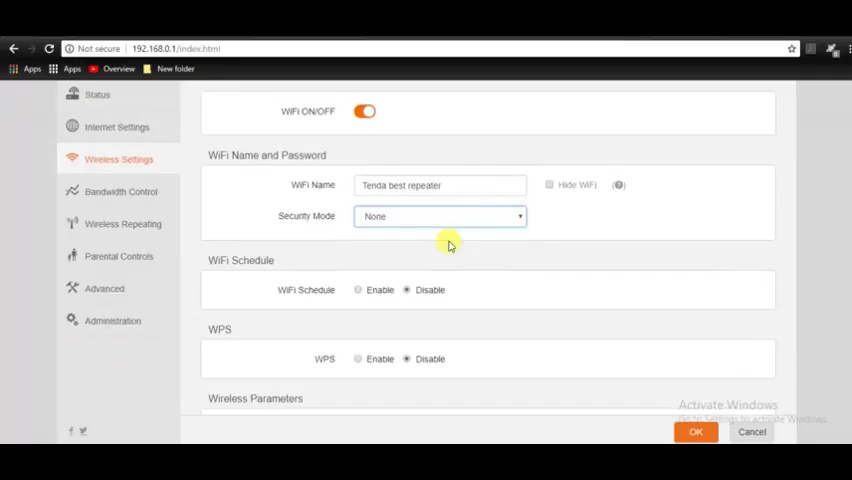 Not secure 192.168.0.1/index.html
Apps Apps Overview New folder
Status
WiFi ON/OFF
Internet Settings
WiFi Name and Password
Wireless Settings
WiFi Name Tenda best repeater Hide WiFi (?)
Bandwidth Control
Security Mode None
Wireless Repeating
Parental Controls
WiFi Schedule
Advanced
WiFi Schedule Enable Disable
Administration
WPS
WPS Enable Disable
Wireless Parameters
Activate Windows
Go to Settings to activate Windows.
OK Cancel